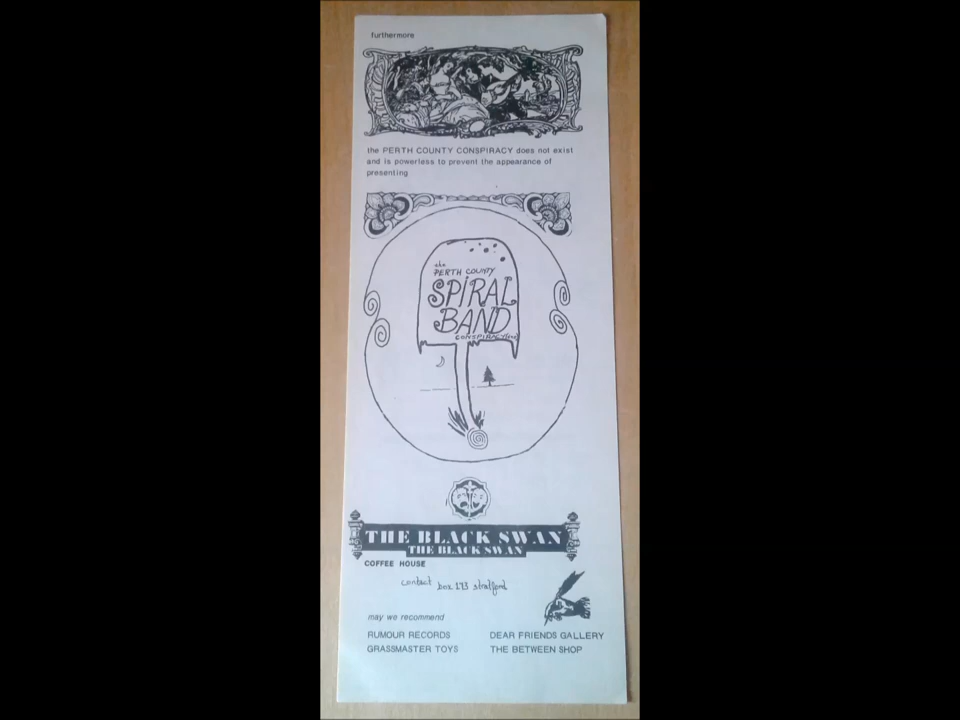 furthermore
the PERTH COUNTY CONSPIRACY does not exist
and is powerless to prevent the appearance of
presenting
the
PERTH COUNTY
SPIRAL
BAND
CONSPIRACY
THE BLACK SWAN
THE BLACK SWAN
COFFEE HOUSE
contact box 173 stratford
may we recommend
RUMOUR RECORDS DEAR FRIENDS GALLERY
GRASSMASTER TOYS THE BETWEEN SHOP